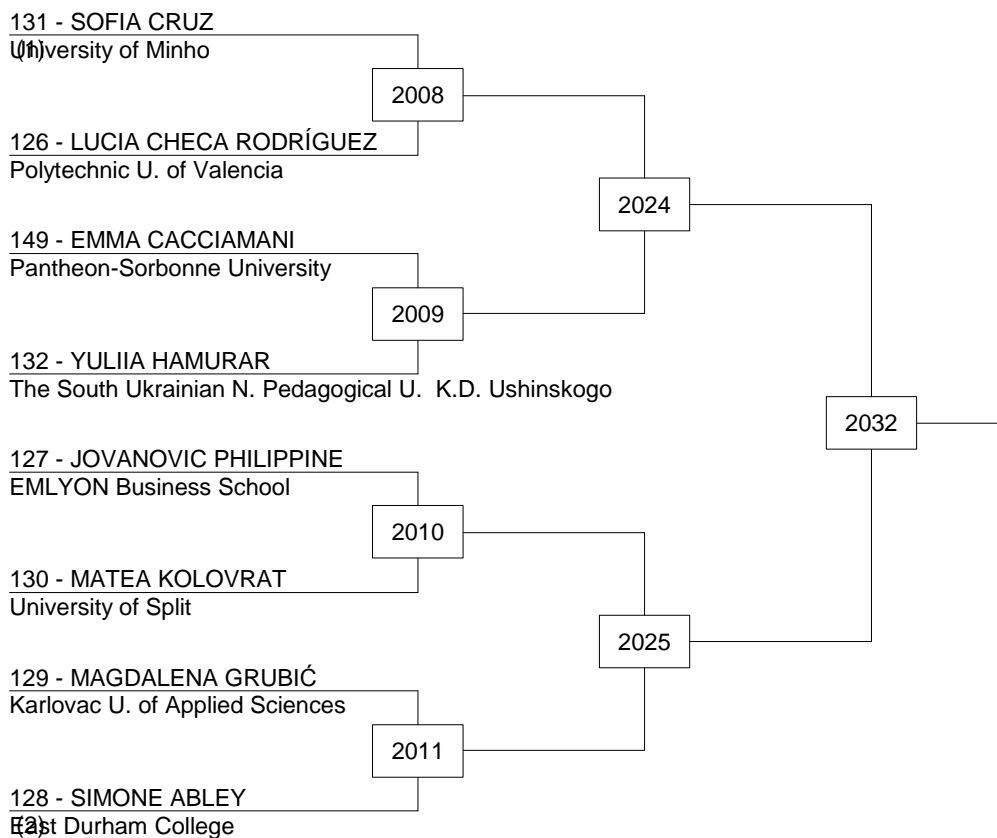 131 - SOFIA CRUZ
(1)
University of Minho
2008
126 - LUCIA CHECA RODRÍGUEZ
Polytechnic U. of Valencia
2024
149 - EMMA CACCIAMANI
Pantheon-Sorbonne University
2009
132 - YULIIA HAMURAR
The South Ukrainian N. Pedagogical U.  K.D. Ushinskogo
2032
127 - JOVANOVIC PHILIPPINE
EMLYON Business School
2010
130 - MATEA KOLOVRAT
University of Split
2025
129 - MAGDALENA GRUBIĆ
Karlovac U. of Applied Sciences
2011
128 - SIMONE ABLEY
(2)
East Durham College